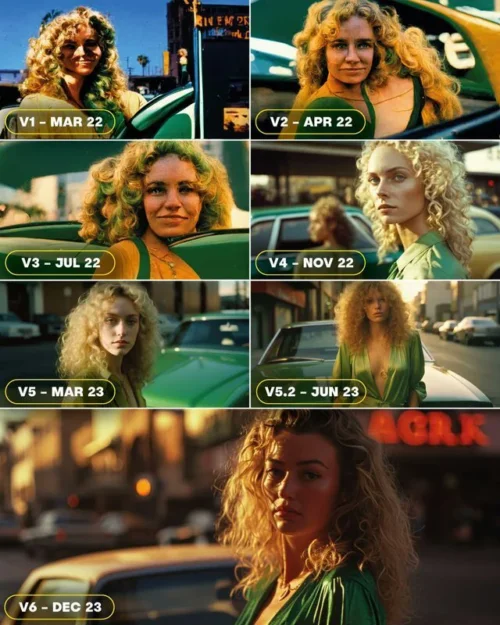 V1 – MAR 22
V2 – APR 22
V3 – JUL 22
V4 – NOV 22
V5 – MAR 23
V5.2 – JUN 23
ACRK
V6 – DEC 23